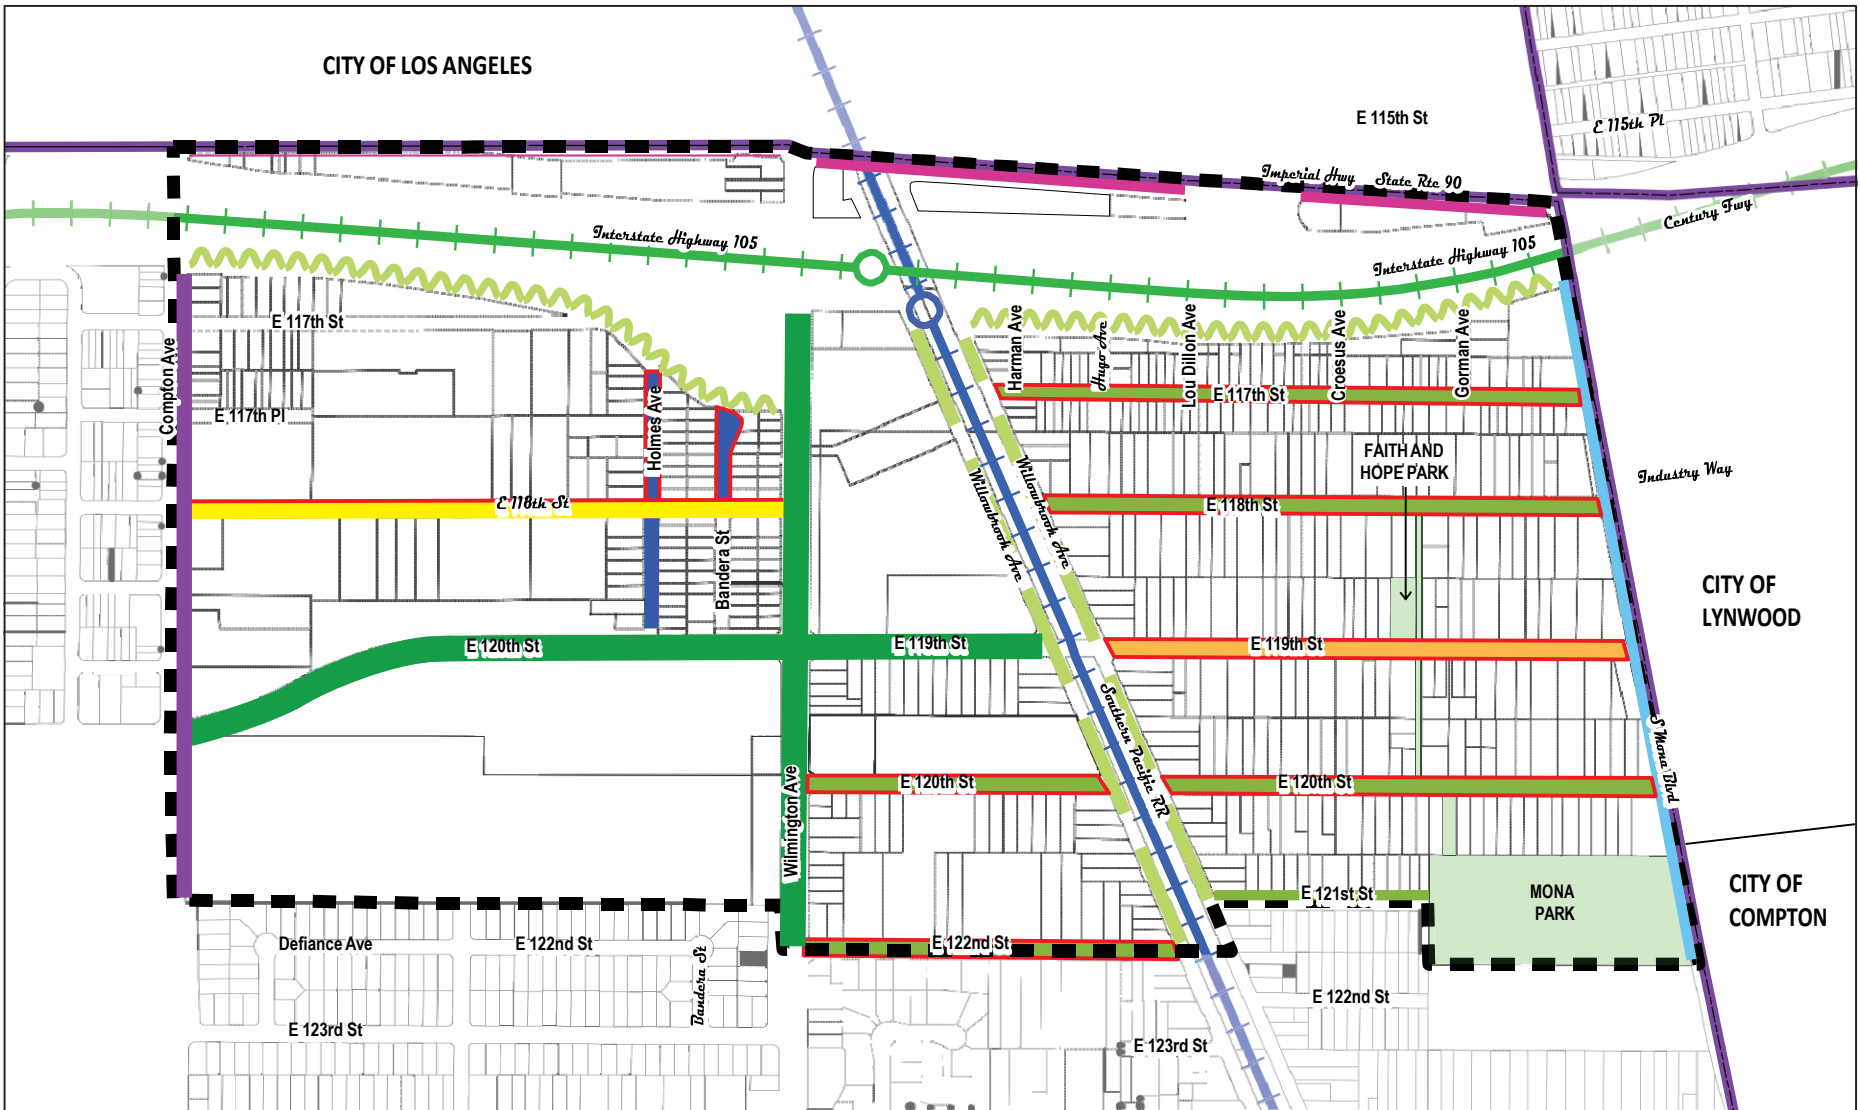 CITY OF LOS ANGELES
E 115th St
E 115th Pl
Imperial Hwy
State Rte 90
Century Fwy
Interstate Highway 105
Interstate Highway 105
E 117th St
Compton Ave
E 117th Pl
Holmes Ave
Harman Ave
Hugo Ave
Lou Dillon Ave
E 117th St
Croesus Ave
Gorman Ave
FAITH AND
HOPE PARK
Industry Way
E 118th St
E 118th St
Willowbrook Ave
Willowbrook Ave
Bandera St
CITY OF
LYNWOOD
E 120th St
E 119th St
E 119th St
Southern Pacific RR
S Mona Blvd
Wilmington Ave
E 120th St
E 120th St
E 121st St
MONA
PARK
CITY OF
COMPTON
Defiance Ave
E 122nd St
Bandera St
E 122nd St
E 122nd St
E 123rd St
E 123rd St